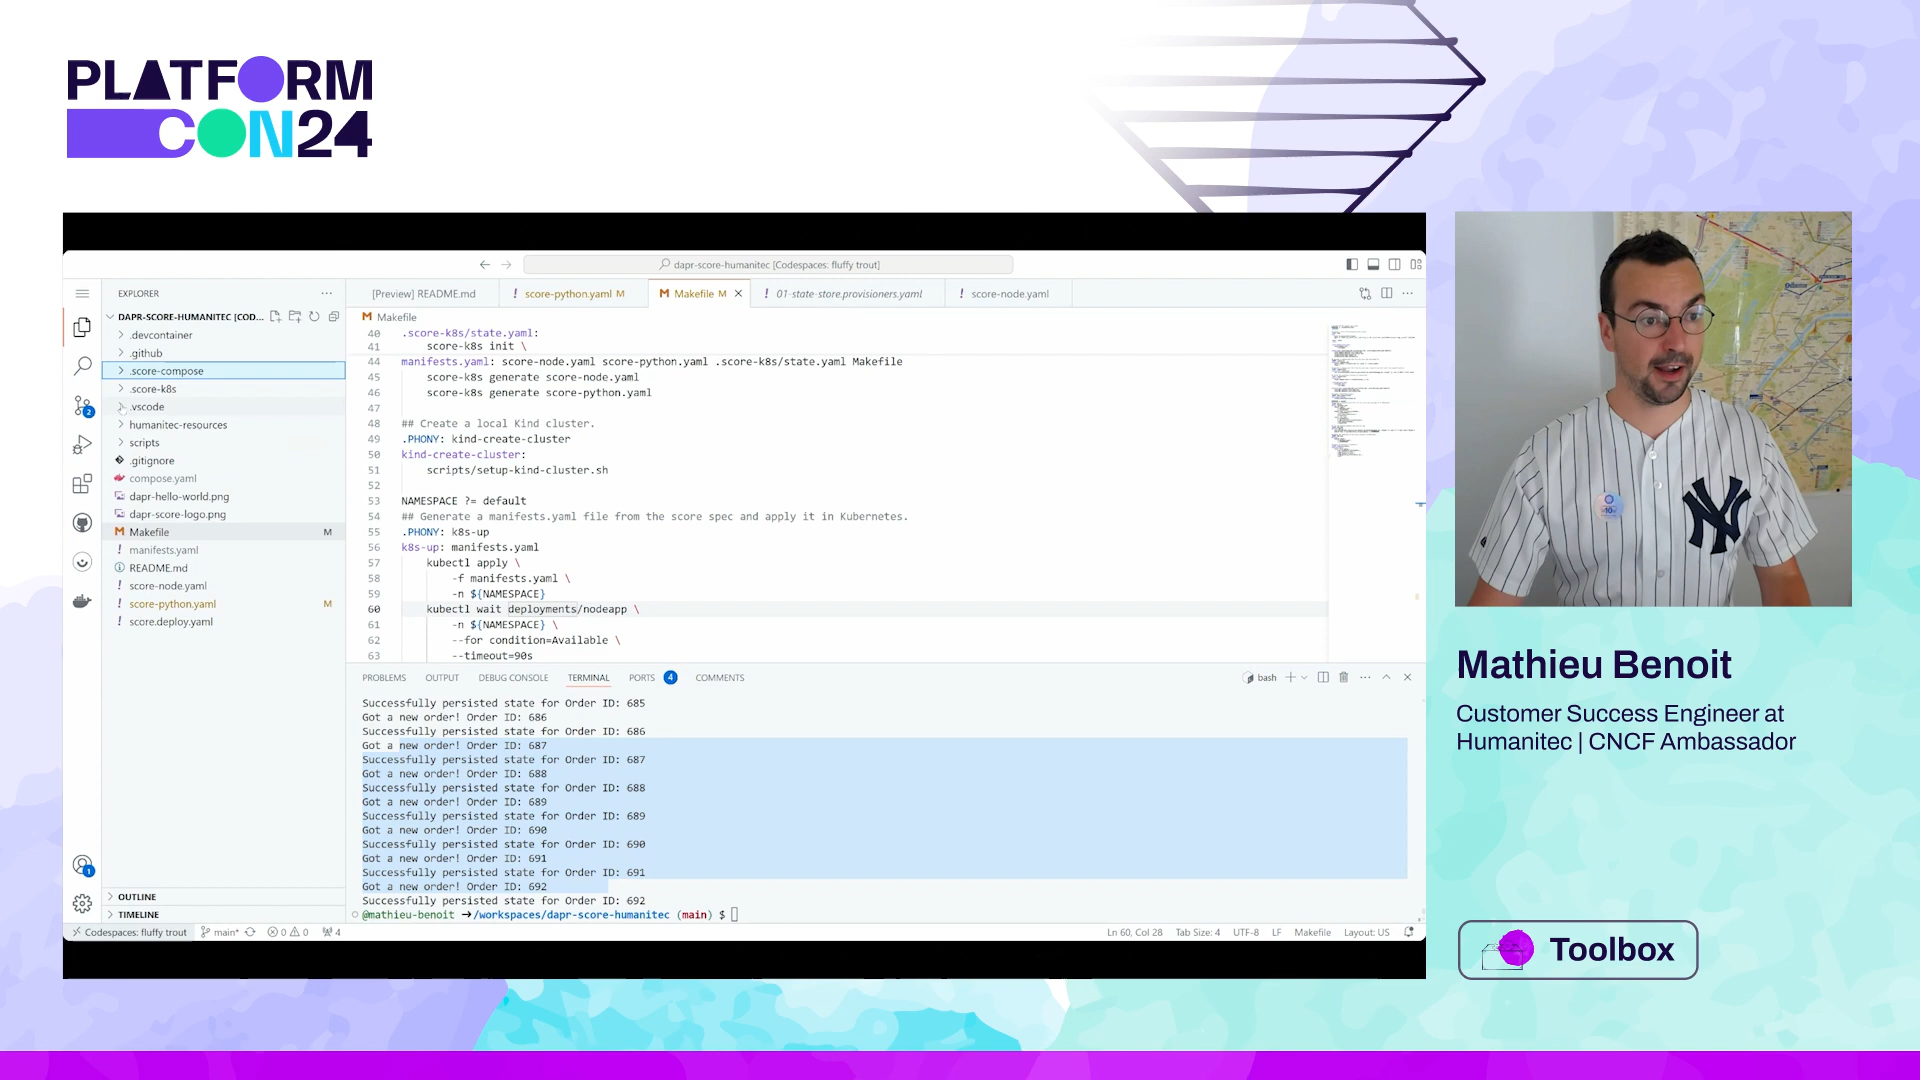 PLATFORM
CON24
dapr-score-humanitec [Codespaces: fluffy trout]
EXPLORER
[Preview] README.md
! score-python.yaml M
Makefile M
! 01-state-store.provisioners.yaml
! score-node.yaml
DAPR-SCORE-HUMANITEC [COD...
.devcontainer
.github
.score-compose
.score-k8s
.vscode
humanitec-resources
scripts
.gitignore
compose.yaml
dapr-hello-world.png
dapr-score-logo.png
Makefile M
! manifests.yaml
README.md
! score-node.yaml
! score-python.yaml M
! score.deploy.yaml
OUTLINE
TIMELINE
Makefile
40 .score-k8s/state.yaml:
41 score-k8s init \
44 manifests.yaml: score-node.yaml score-python.yaml .score-k8s/state.yaml Makefile
45 score-k8s generate score-node.yaml
46 score-k8s generate score-python.yaml
47
48 ## Create a local Kind cluster.
49 .PHONY: kind-create-cluster
50 kind-create-cluster:
51 scripts/setup-kind-cluster.sh
52
53 NAMESPACE ?= default
54 ## Generate a manifests.yaml file from the score spec and apply it in Kubernetes.
55 .PHONY: k8s-up
56 k8s-up: manifests.yaml
57 kubectl apply \
58 -f manifests.yaml \
59 -n ${NAMESPACE}
60 kubectl wait deployments/nodeapp \
61 -n ${NAMESPACE} \
62 --for condition=Available \
63 --timeout=90s
PROBLEMS OUTPUT DEBUG CONSOLE TERMINAL PORTS 4 COMMENTS
bash
Successfully persisted state for Order ID: 685
Got a new order! Order ID: 686
Successfully persisted state for Order ID: 686
Got a new order! Order ID: 687
Successfully persisted state for Order ID: 687
Got a new order! Order ID: 688
Successfully persisted state for Order ID: 688
Got a new order! Order ID: 689
Successfully persisted state for Order ID: 689
Got a new order! Order ID: 690
Successfully persisted state for Order ID: 690
Got a new order! Order ID: 691
Successfully persisted state for Order ID: 691
Got a new order! Order ID: 692
Successfully persisted state for Order ID: 692
@mathieu-benoit → /workspaces/dapr-score-humanitec (main) $
Codespaces: fluffy trout main* 0 0 4
Ln 60, Col 28 Tab Size: 4 UTF-8 LF Makefile Layout: US
2
1
NY
Mathieu Benoit
Customer Success Engineer at
Humanitec | CNCF Ambassador
Toolbox